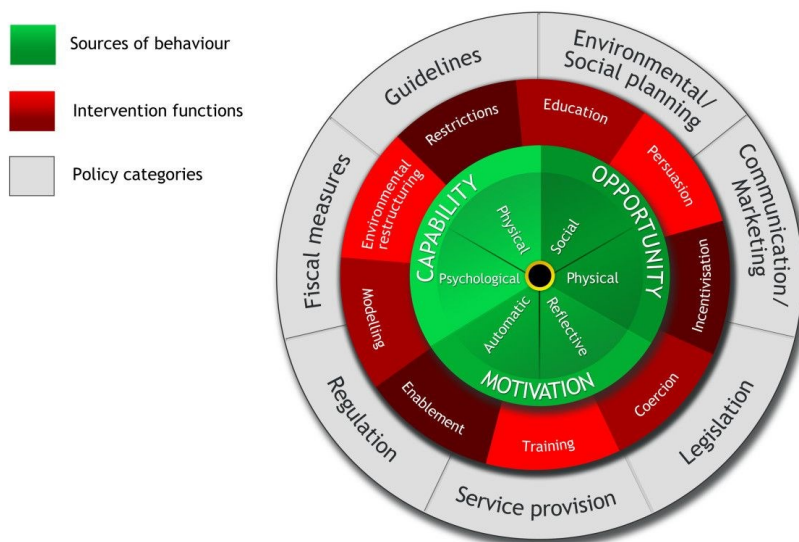 Sources of behaviour
Intervention functions
Policy categories
Guidelines
Environmental/
Social planning
Communication/
Marketing
Legislation
Service provision
Regulation
Fiscal measures
Restrictions
Education
Persuasion
Incentivisation
Coercion
Training
Enablement
Modelling
Environmental
restructuring
CAPABILITY
OPPORTUNITY
MOTIVATION
Physical
Social
Physical
Reflective
Automatic
Psychological